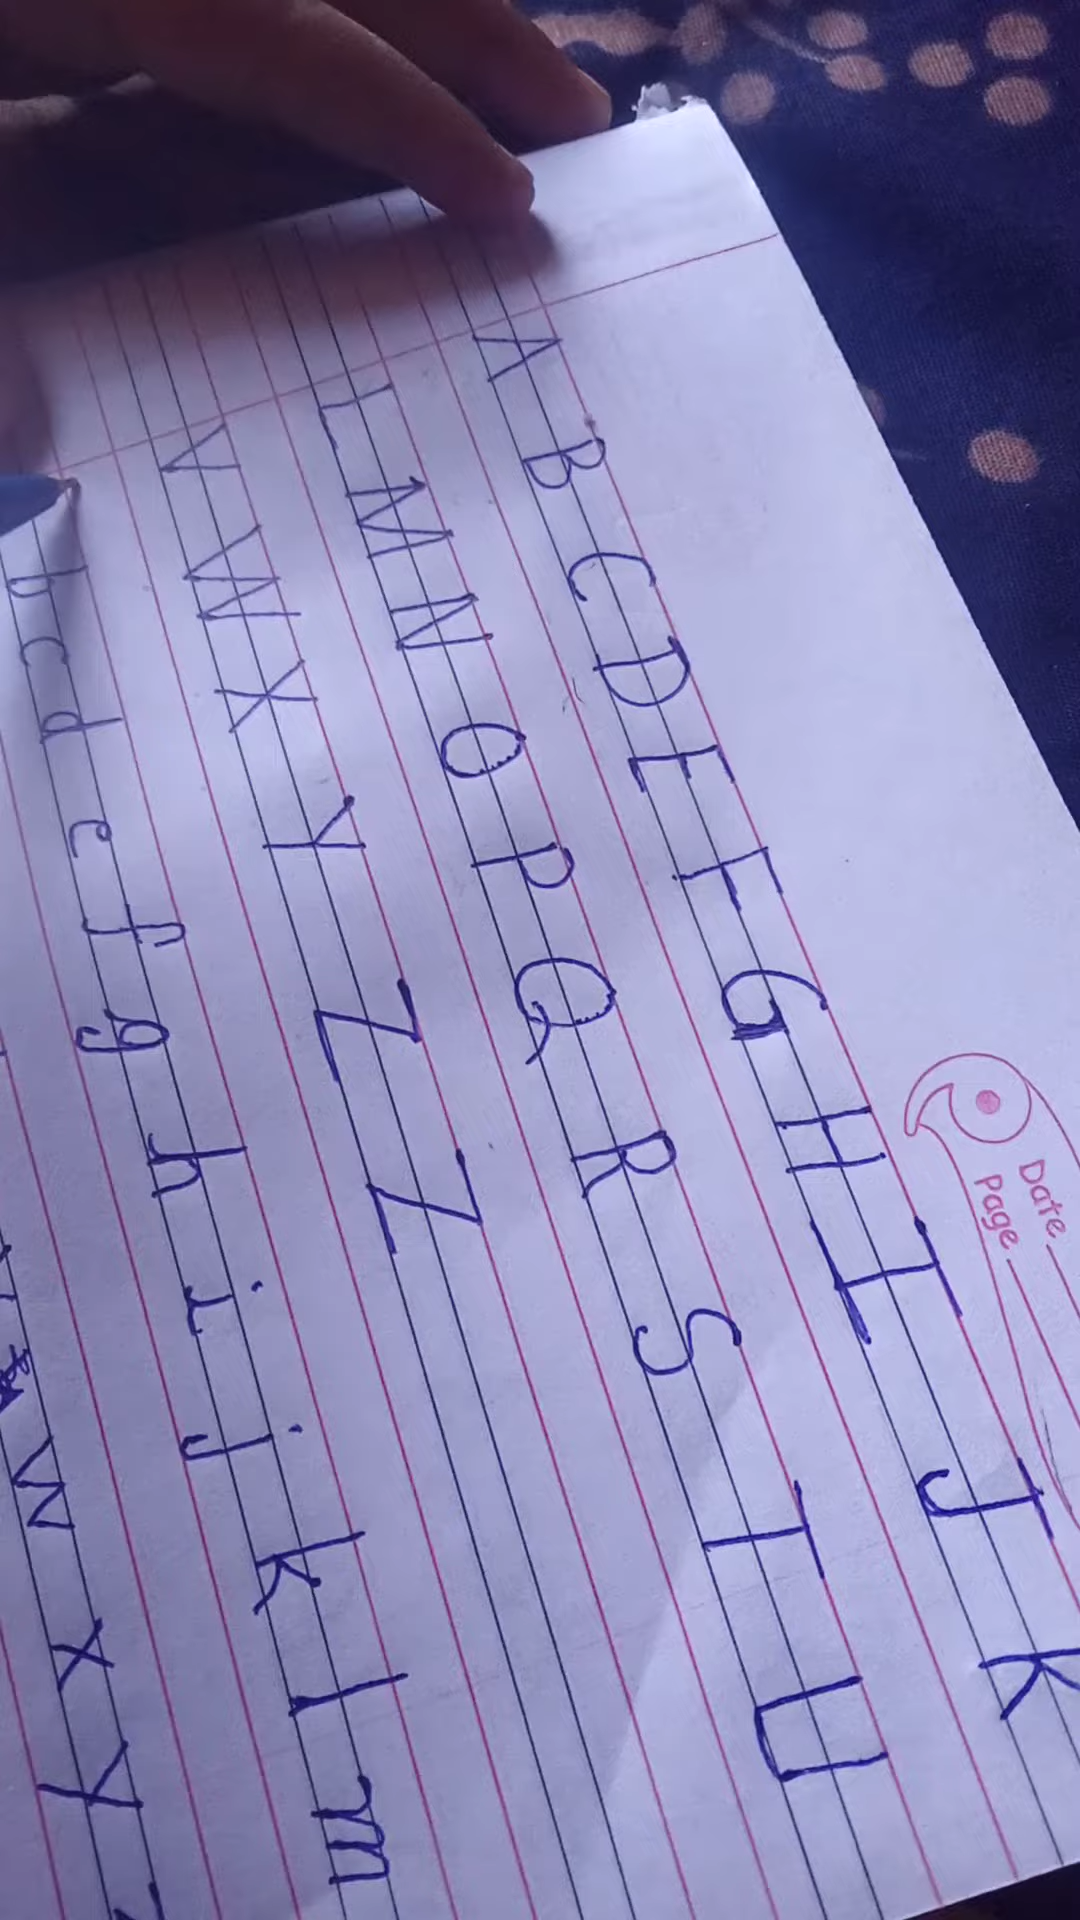 Date
Page
A B C D E F G H I J K
L M N O P Q R S T U
V W X Y Z Z
b c d e f g h i j k l m
w x y z